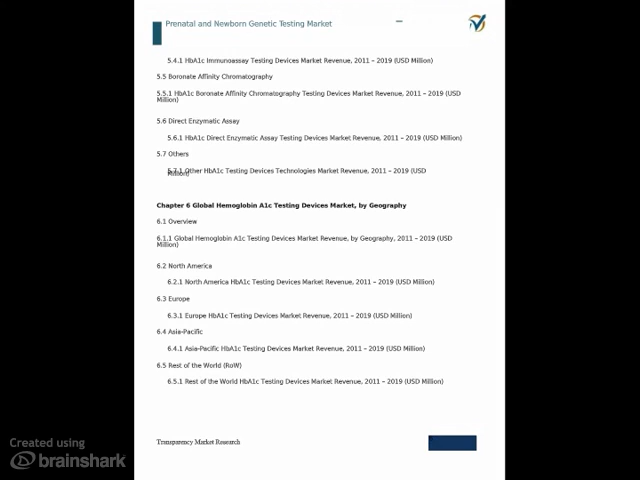 Prenatal and Newborn Genetic Testing Market
5.4.1 HbA1c Immunoassay Testing Devices Market Revenue, 2011 – 2019 (USD Million)
5.5 Boronate Affinity Chromatography
5.5.1 HbA1c Boronate Affinity Chromatography Testing Devices Market Revenue, 2011 – 2019 (USD
Million)
5.6 Direct Enzymatic Assay
5.6.1 HbA1c Direct Enzymatic Assay Testing Devices Market Revenue, 2011 – 2019 (USD Million)
5.7 Others
5.7.1 Other HbA1c Testing Devices Technologies Market Revenue, 2011 – 2019 (USD
Million)
Chapter 6 Global Hemoglobin A1c Testing Devices Market, by Geography
6.1 Overview
6.1.1 Global Hemoglobin A1c Testing Devices Market Revenue, by Geography, 2011 – 2019 (USD
Million)
6.2 North America
6.2.1 North America HbA1c Testing Devices Market Revenue, 2011 – 2019 (USD Million)
6.3 Europe
6.3.1 Europe HbA1c Testing Devices Market Revenue, 2011 – 2019 (USD Million)
6.4 Asia-Pacific
6.4.1 Asia-Pacific HbA1c Testing Devices Market Revenue, 2011 – 2019 (USD Million)
6.5 Rest of the World (RoW)
6.5.1 Rest of the World HbA1c Testing Devices Market Revenue, 2011 – 2019 (USD Million)
Transparency Market Research
Created using
brainshark